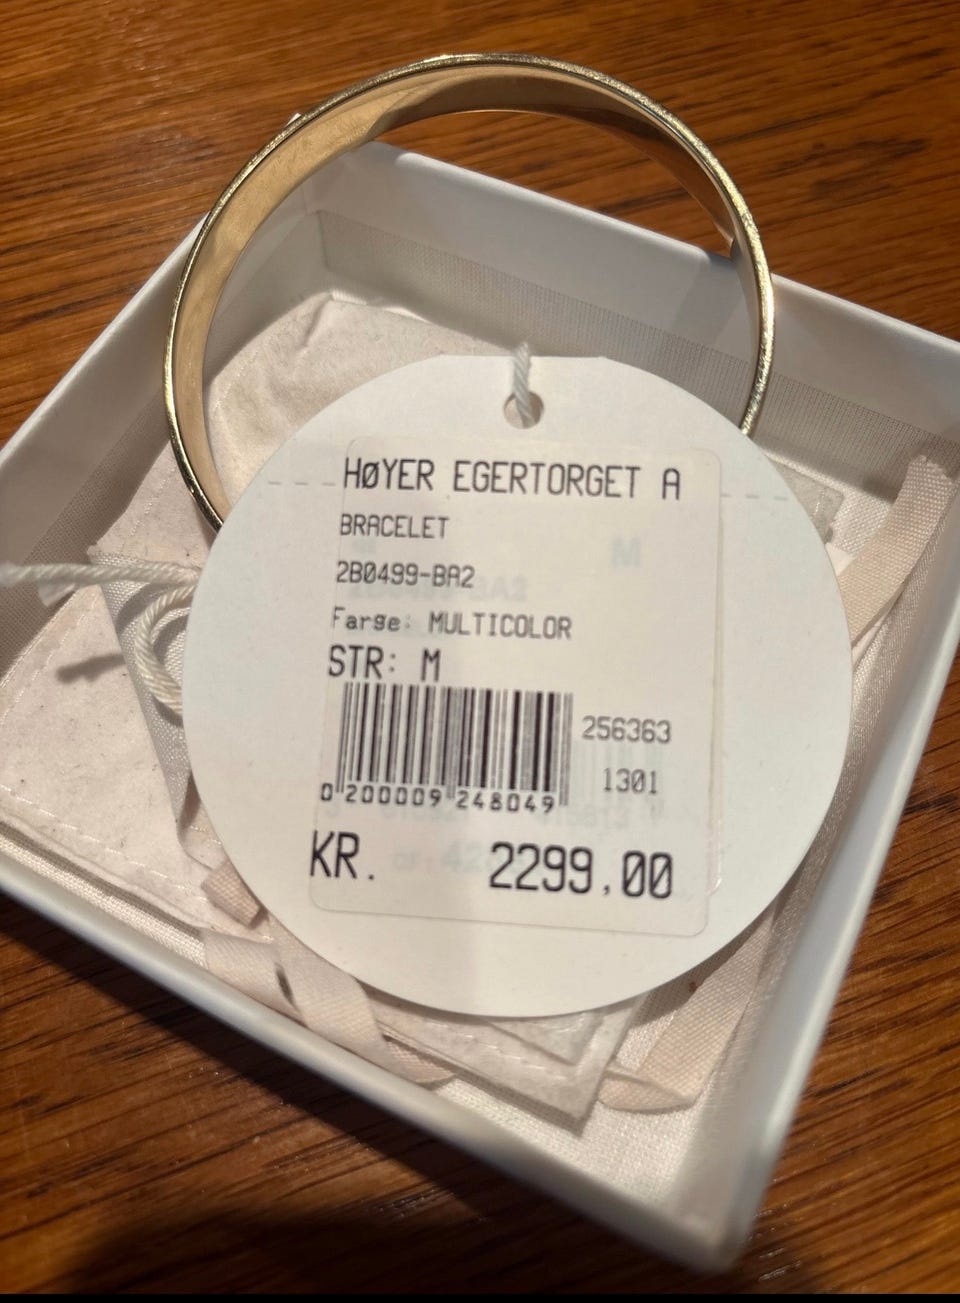 HØYER EGERTORGET A
BRACELET
2B0499-BA2
Farge: MULTICOLOR
STR: M
256363
1301
0 200009 248049
KR. 2299,00